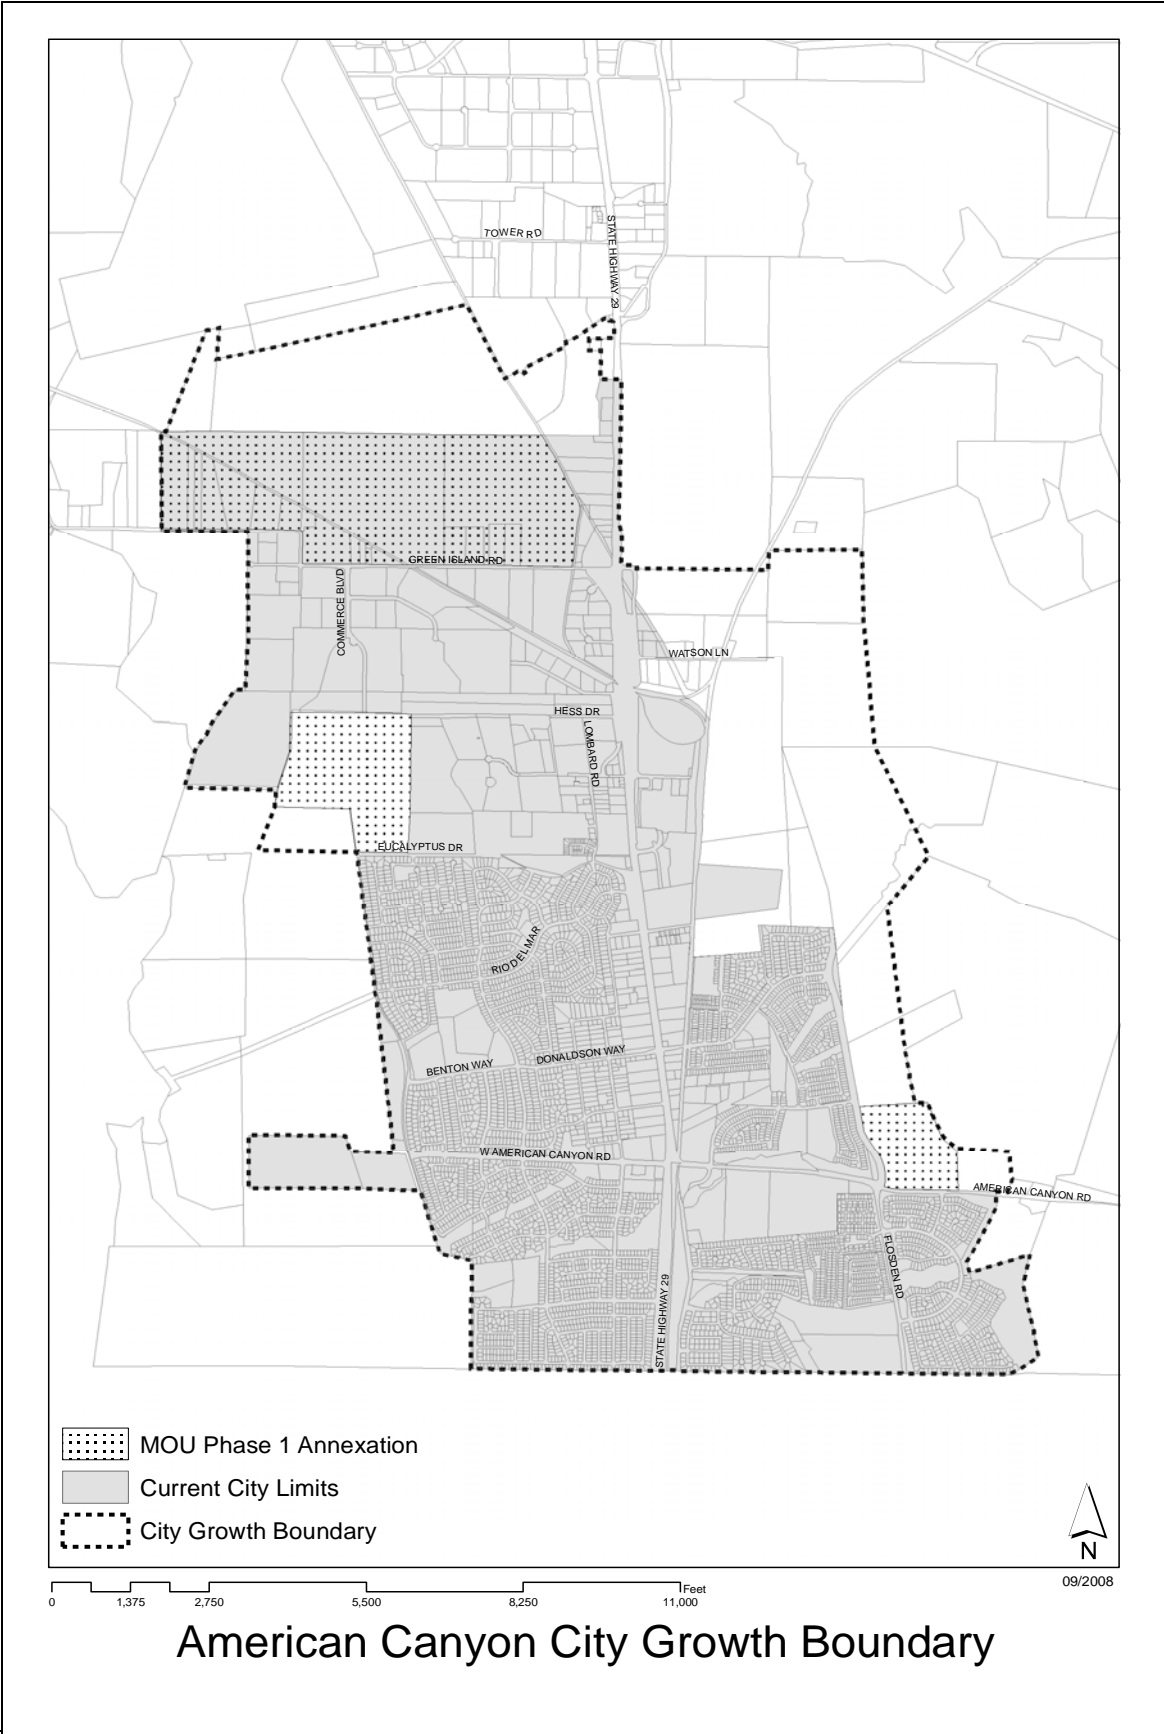 TOWER RD
STATE HIGHWAY 29
GREEN ISLAND RD
COMMERCE BLVD
WATSON LN
HESS DR
LOMBARD RD
EUCALYPTUS DR
RIO DEL MAR
DONALDSON WAY
BENTON WAY
W AMERICAN CANYON RD
AMERICAN CANYON RD
FLOSDEN RD
STATE HIGHWAY 29
MOU Phase 1 Annexation
Current City Limits
City Growth Boundary
N
09/2008
Feet
0 1,375 2,750 5,500 8,250 11,000
American Canyon City Growth Boundary